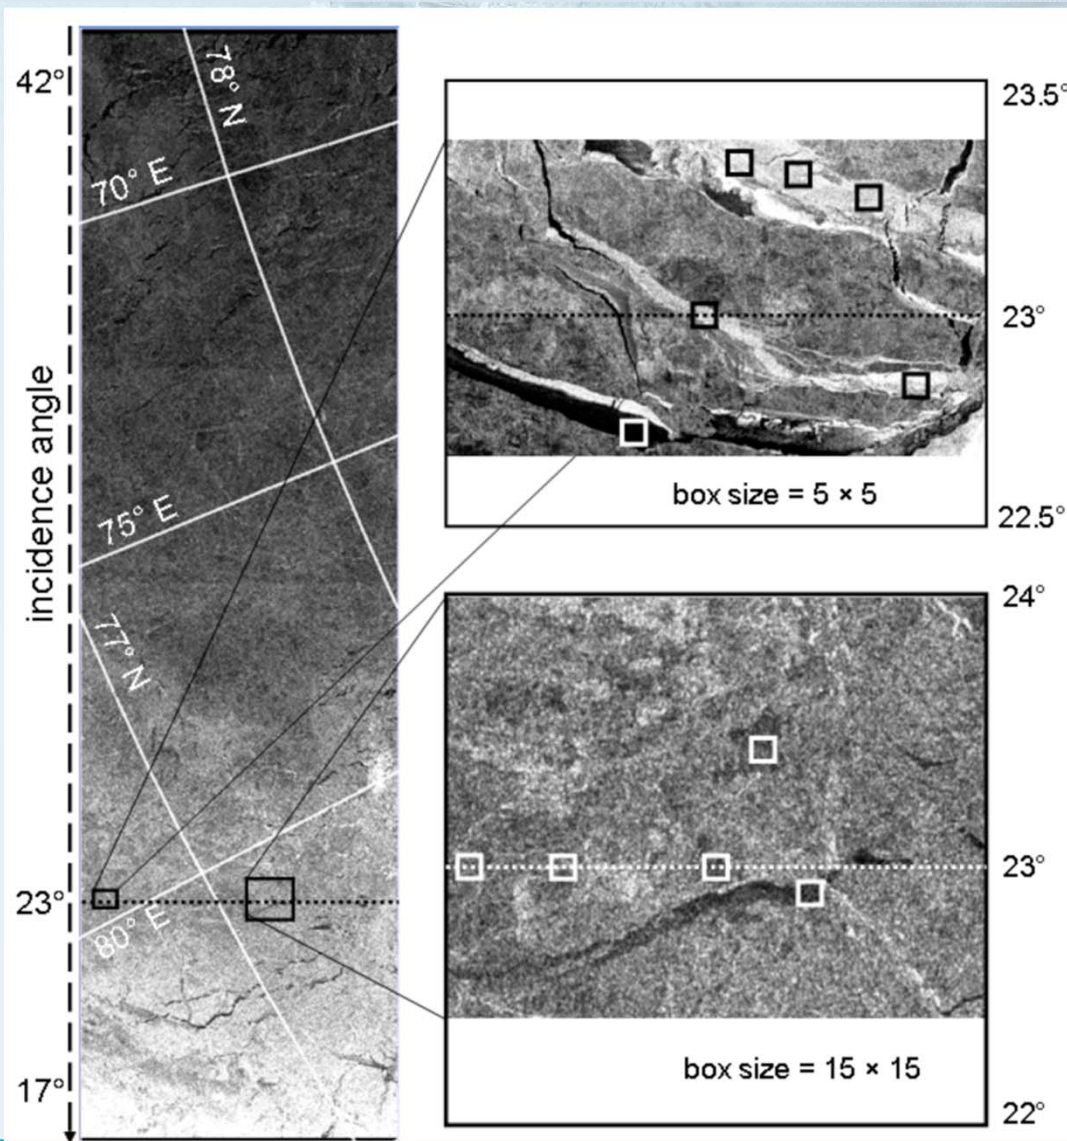 42°
78° N
70° E
incidence angle
75° E
77° N
23°
80° E
17°
23.5°
23°
box size = 5 × 5
22.5°
24°
23°
box size = 15 × 15
22°